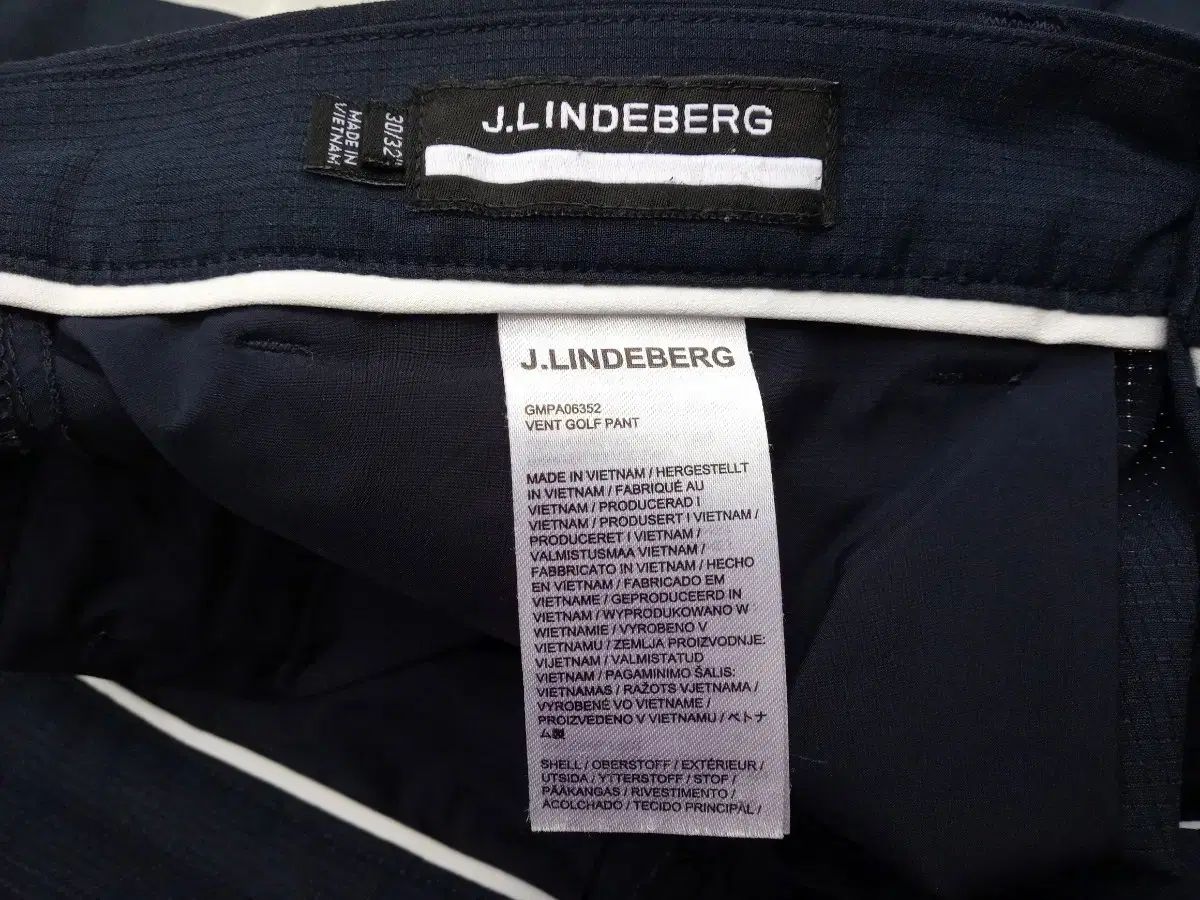 J.LINDEBERG
30/32"
MADE IN
VIETNAM
J.LINDEBERG
GMPA06352
VENT GOLF PANT
MADE IN VIETNAM / HERGESTELLT
IN VIETNAM / FABRIQUÉ AU
VIETNAM / PRODUCERAD I
VIETNAM / PRODUSERT I VIETNAM /
PRODUCERET I VIETNAM /
VALMISTUSMAA VIETNAM /
FABBRICATO IN VIETNAM / HECHO
EN VIETNAM / FABRICADO EM
VIETNAME / GEPRODUCEERD IN
VIETNAM / WYPRODUKOWANO W
WIETNAMIE / VYROBENO V
VIETNAMU / ZEMLJA PROIZVODNJE:
VIJETNAM / VALMISTATUD
VIETNAM / PAGAMINIMO ŠALIS:
VIETNAMAS / RAŽOTS VJETNAMA /
VYROBENÉ VO VIETNAME /
PROIZVEDENO V VIETNAMU / ベトナ
ム製
SHELL / OBERSTOFF / EXTÉRIEUR /
UTSIDA / YTTERSTOFF / STOF /
PÄÄKANGAS / RIVESTIMENTO /
ACOLCHADO / TECIDO PRINCIPAL /